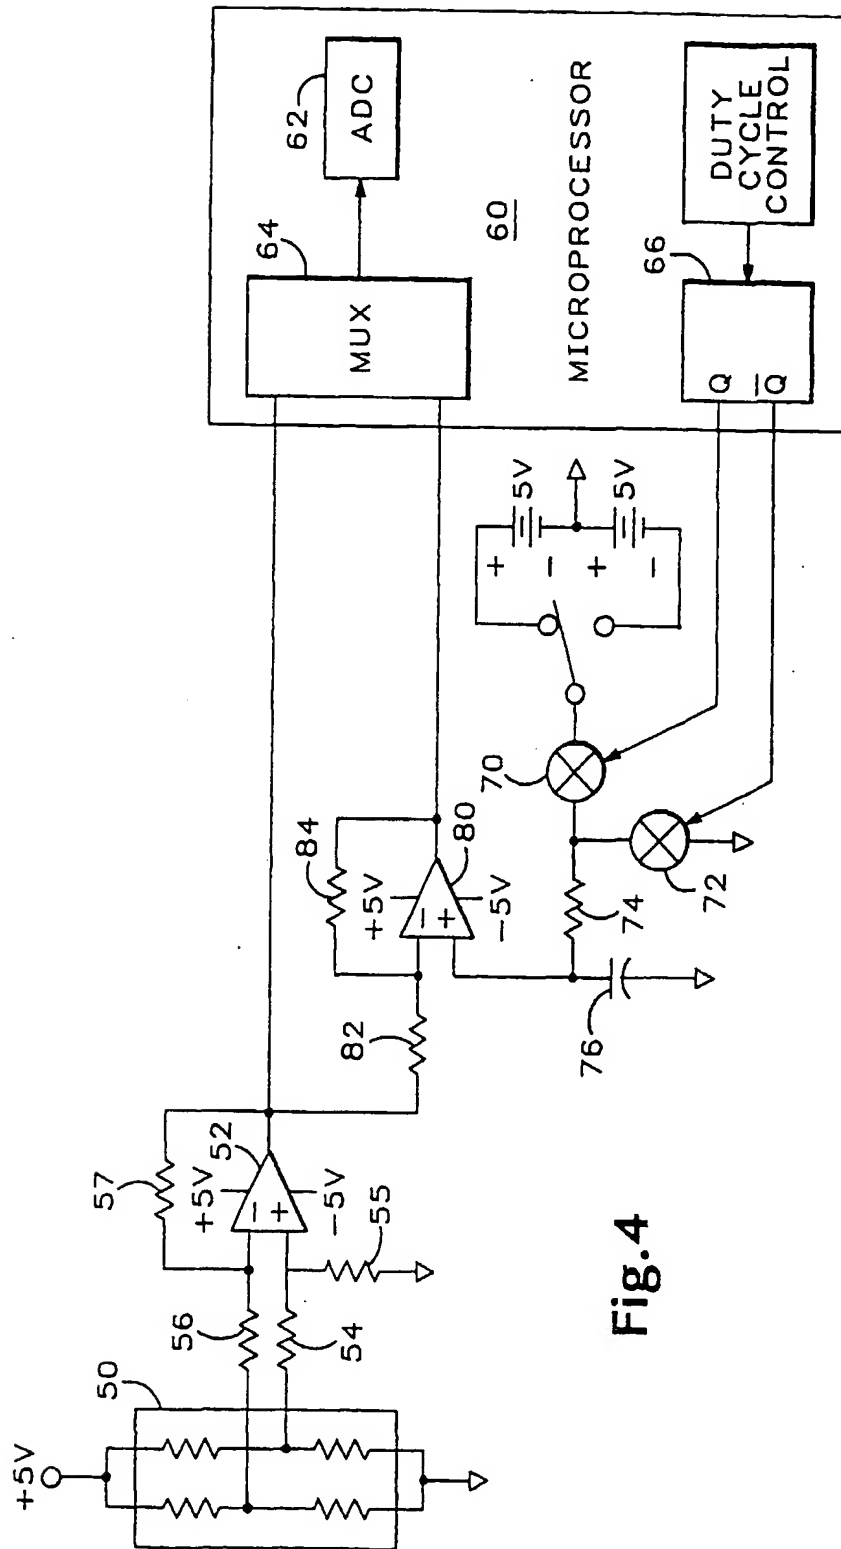 +5V
50
56
54
57
+5V
52
−
+
−5V
55
82
84
+5V
80
−
+
−5V
76
74
70
72
+
−
+
−
5V
5V
64
MUX
62
ADC
60
MICROPROCESSOR
66
Q
Q̅
DUTY
CYCLE
CONTROL
Fig.4